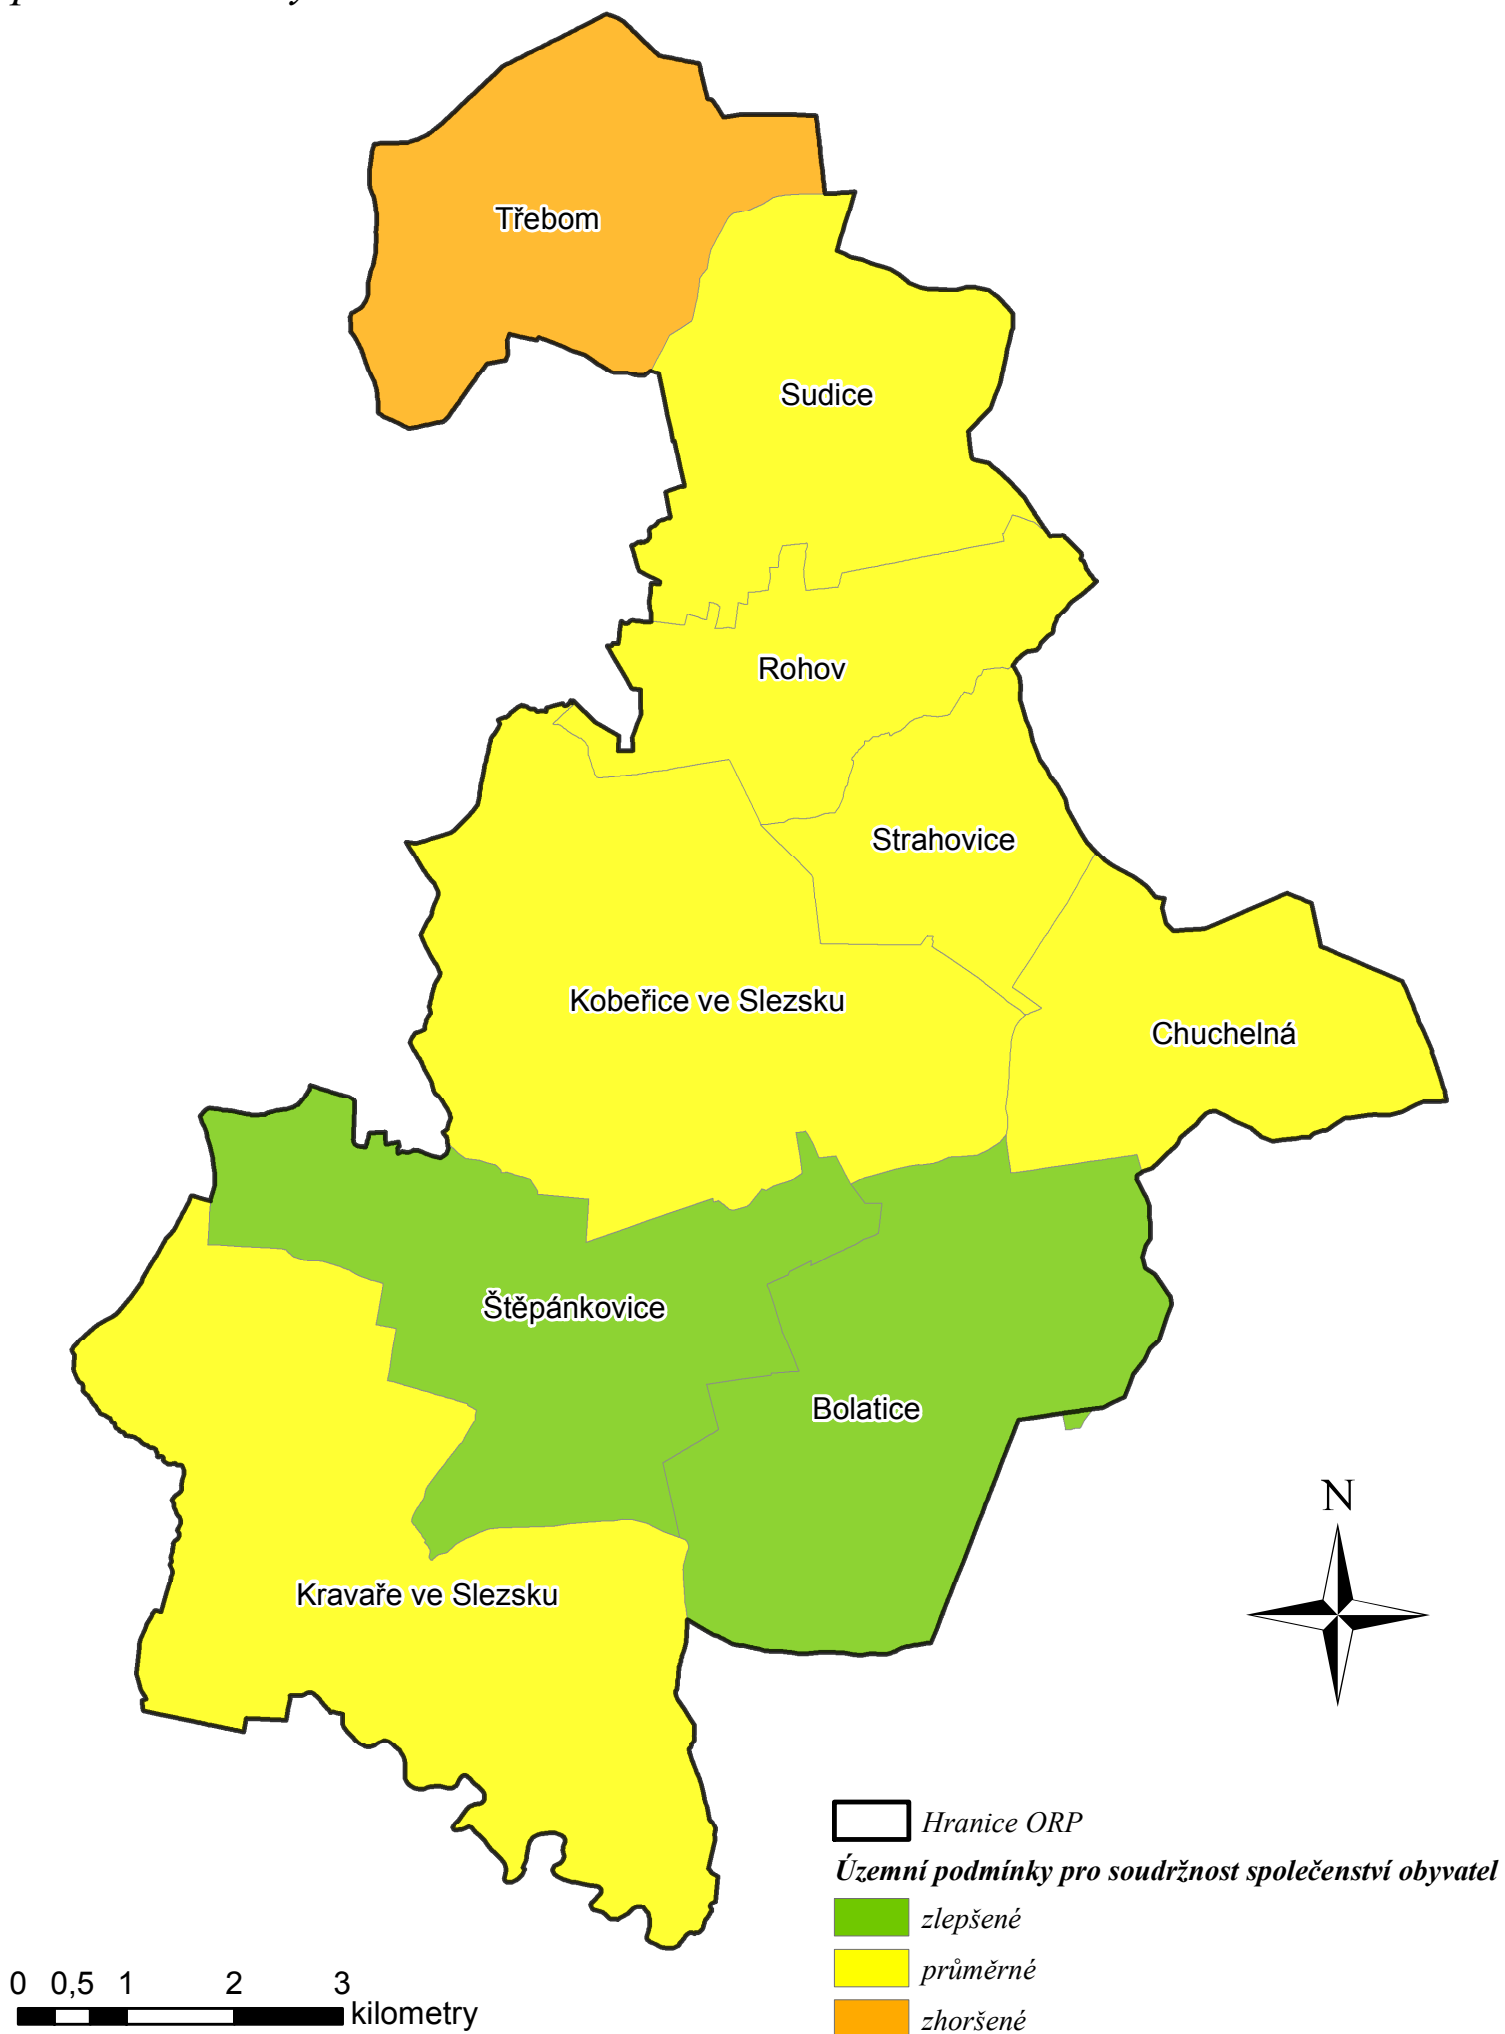 Třebom
Sudice
Rohov
Strahovice
Kobeřice ve Slezsku
Chuchelná
Štěpánkovice
Bolatice
N
Kravaře ve Slezsku
Hranice ORP
Územní podmínky pro soudržnost společenství obyvatel
zlepšené
průměrné
zhoršené
0 0,5 1 2 3
kilometry